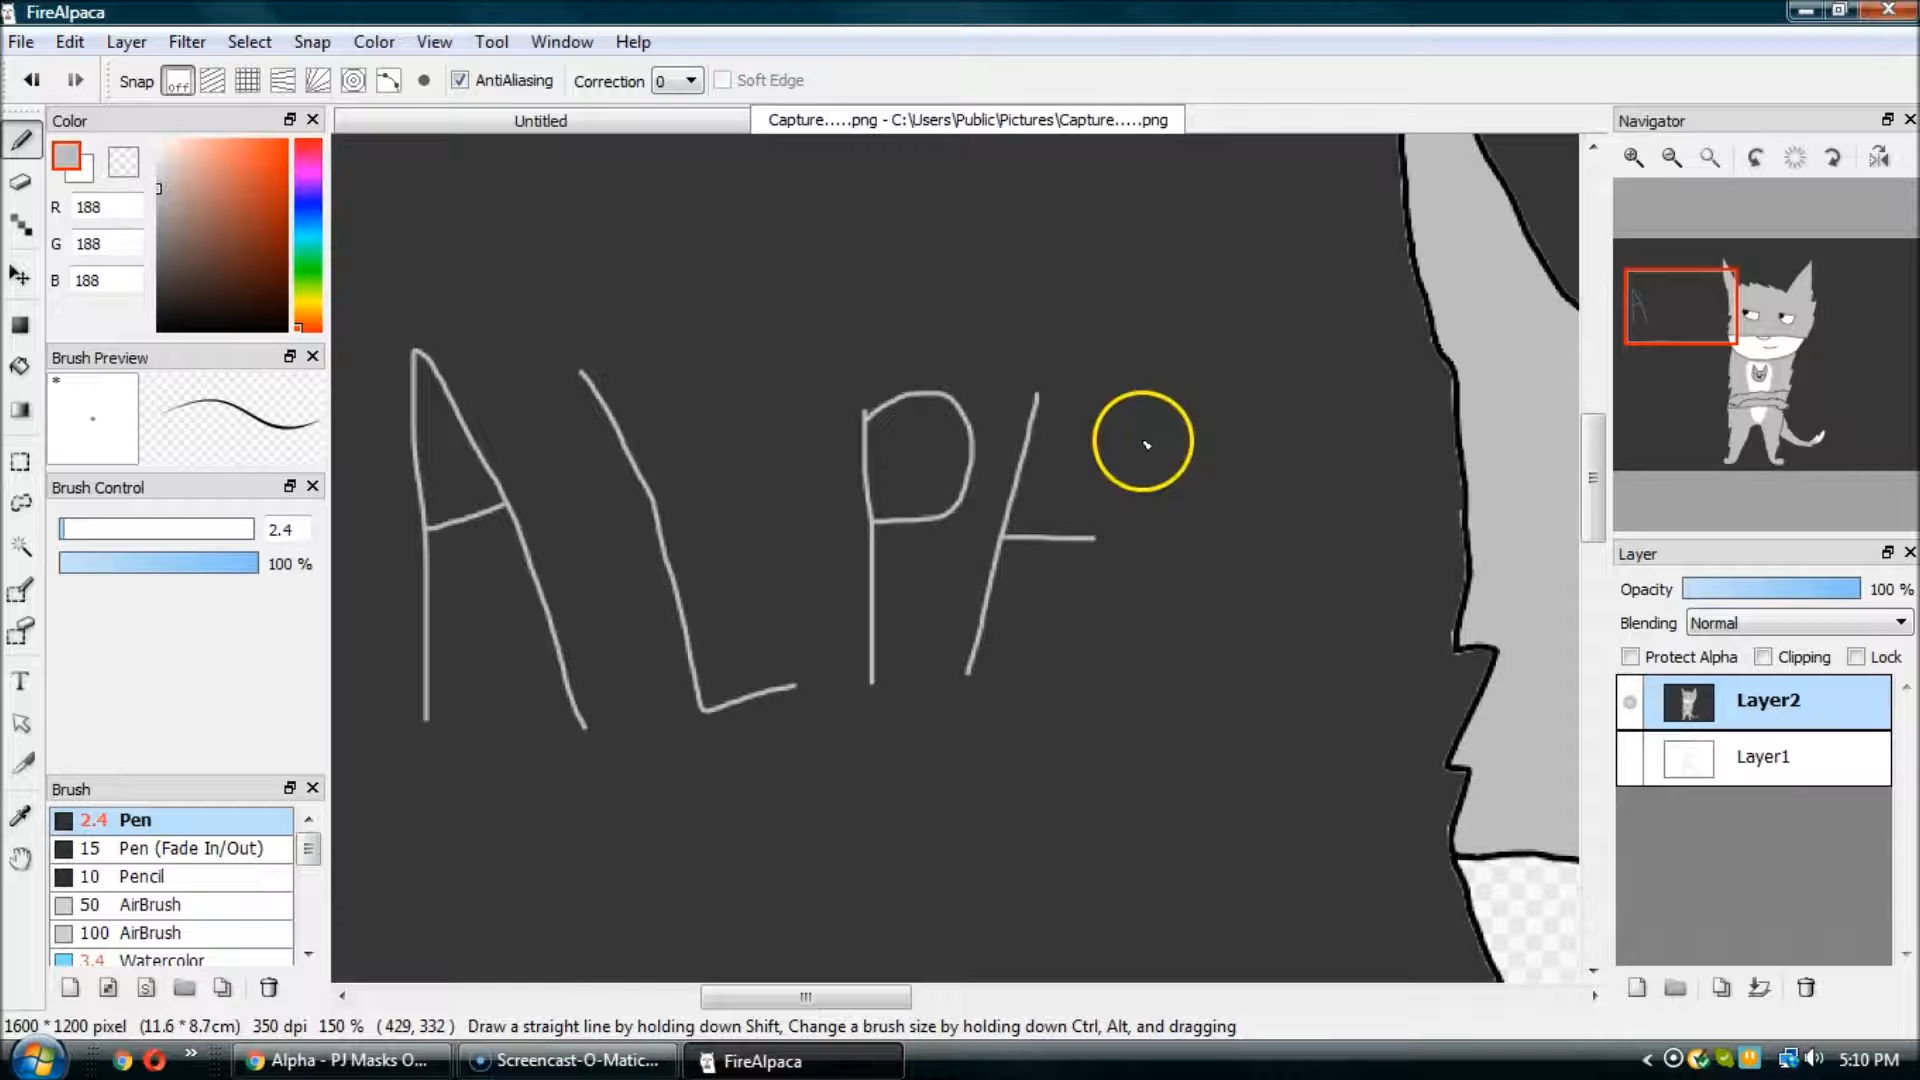 FireAlpaca
File Edit Layer Filter Select Snap Color View Tool Window Help
Snap off AntiAliasing Correction 0 Soft Edge
Color
Untitled
Capture.....png - C:\Users\Public\Pictures\Capture.....png
Navigator
R 188
G 188
B 188
Brush Preview
*
Brush Control
2.4
100 %
ALP
Layer
Opacity 100 %
Blending Normal
Protect Alpha Clipping Lock
Layer2
Layer1
Brush
2.4 Pen
15 Pen (Fade In/Out)
10 Pencil
50 AirBrush
100 AirBrush
3.4 Watercolor
T
1600 * 1200 pixel (11.6 * 8.7cm) 350 dpi 150 % ( 429, 332 ) Draw a straight line by holding down Shift, Change a brush size by holding down Ctrl, Alt, and dragging
Alpha - PJ Masks O... Screencast-O-Matic... FireAlpaca 5:10 PM